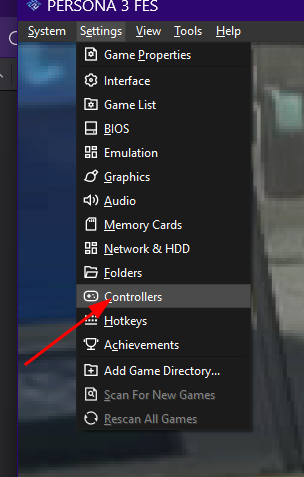 PERSONA 3 FES
System Settings View Tools Help
Game Properties
Interface
Game List
BIOS
Emulation
Graphics
Audio
Memory Cards
Network & HDD
Folders
Controllers
Hotkeys
Achievements
Add Game Directory...
Scan For New Games
Rescan All Games